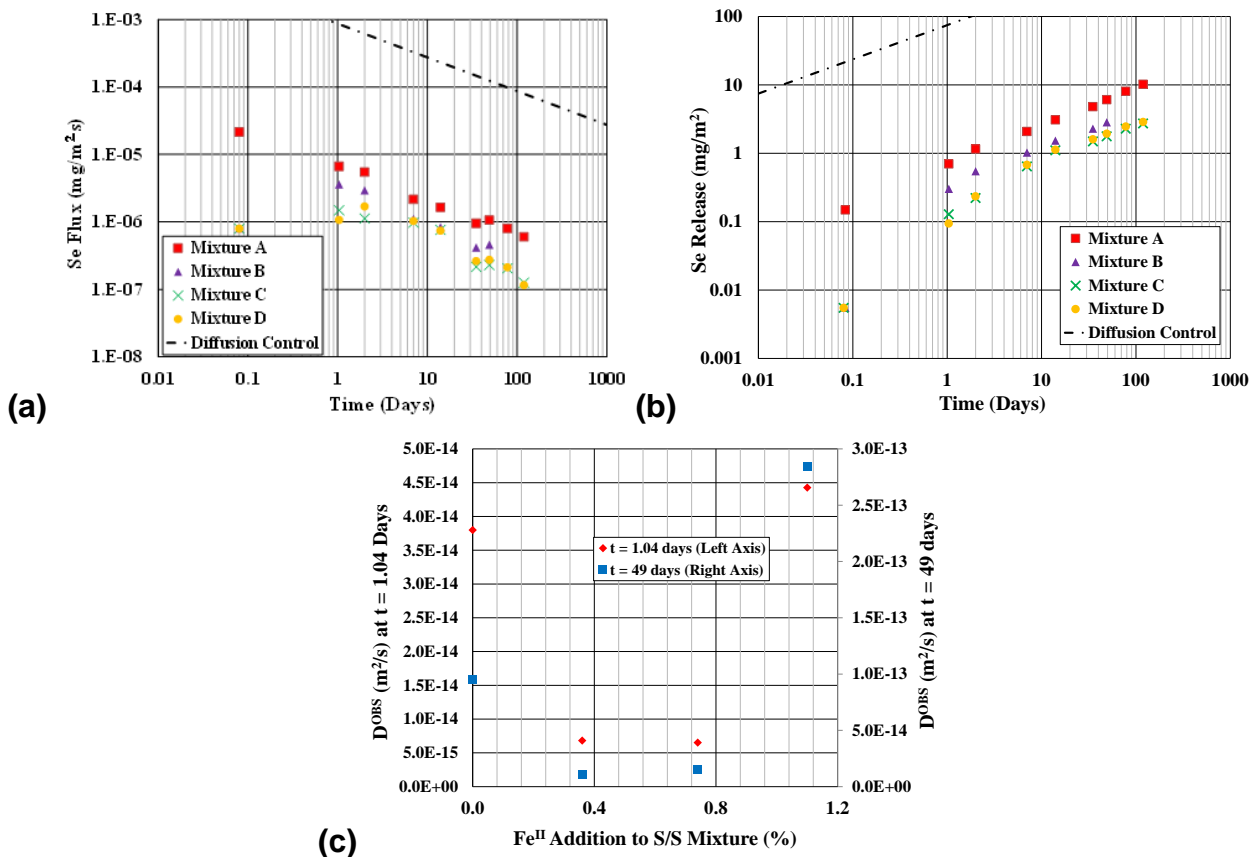 1.E-03
1.E-04
1.E-05
1.E-06
1.E-07
1.E-08
Se Flux (mg/m²s)
Mixture A
Mixture B
Mixture C
Mixture D
Diffusion Control
0.01 0.1 1 10 100 1000
Time (Days)
(a)
100
10
1
0.1
0.01
0.001
Se Release (mg/m²)
Mixture A
Mixture B
Mixture C
Mixture D
Diffusion Control
0.01 0.1 1 10 100 1000
Time (Days)
(b)
5.0E-14
4.5E-14
4.0E-14
3.5E-14
3.0E-14
2.5E-14
2.0E-14
1.5E-14
1.0E-14
5.0E-15
0.0E+00
D^OBS (m²/s) at t = 1.04 Days
t = 1.04 days (Left Axis)
t = 49 days (Right Axis)
3.0E-13
2.5E-13
2.0E-13
1.5E-13
1.0E-13
5.0E-14
0.0E+00
D^OBS (m²/s) at t = 49 days
0.0 0.4 0.8 1.2
Fe^II Addition to S/S Mixture (%)
(c)